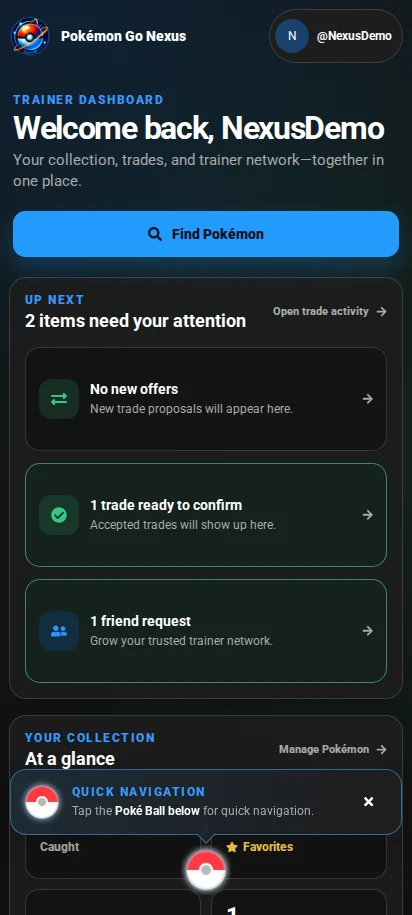 Pokémon Go Nexus
N
@NexusDemo
TRAINER DASHBOARD
Welcome back, NexusDemo
Your collection, trades, and trainer network—together in
one place.
Find Pokémon
UP NEXT
2 items need your attention
Open trade activity
No new offers
New trade proposals will appear here.
1 trade ready to confirm
Accepted trades will show up here.
1 friend request
Grow your trusted trainer network.
YOUR COLLECTION
At a glance
Manage Pokémon
QUICK NAVIGATION
Tap the Poké Ball below for quick navigation.
Caught
Favorites